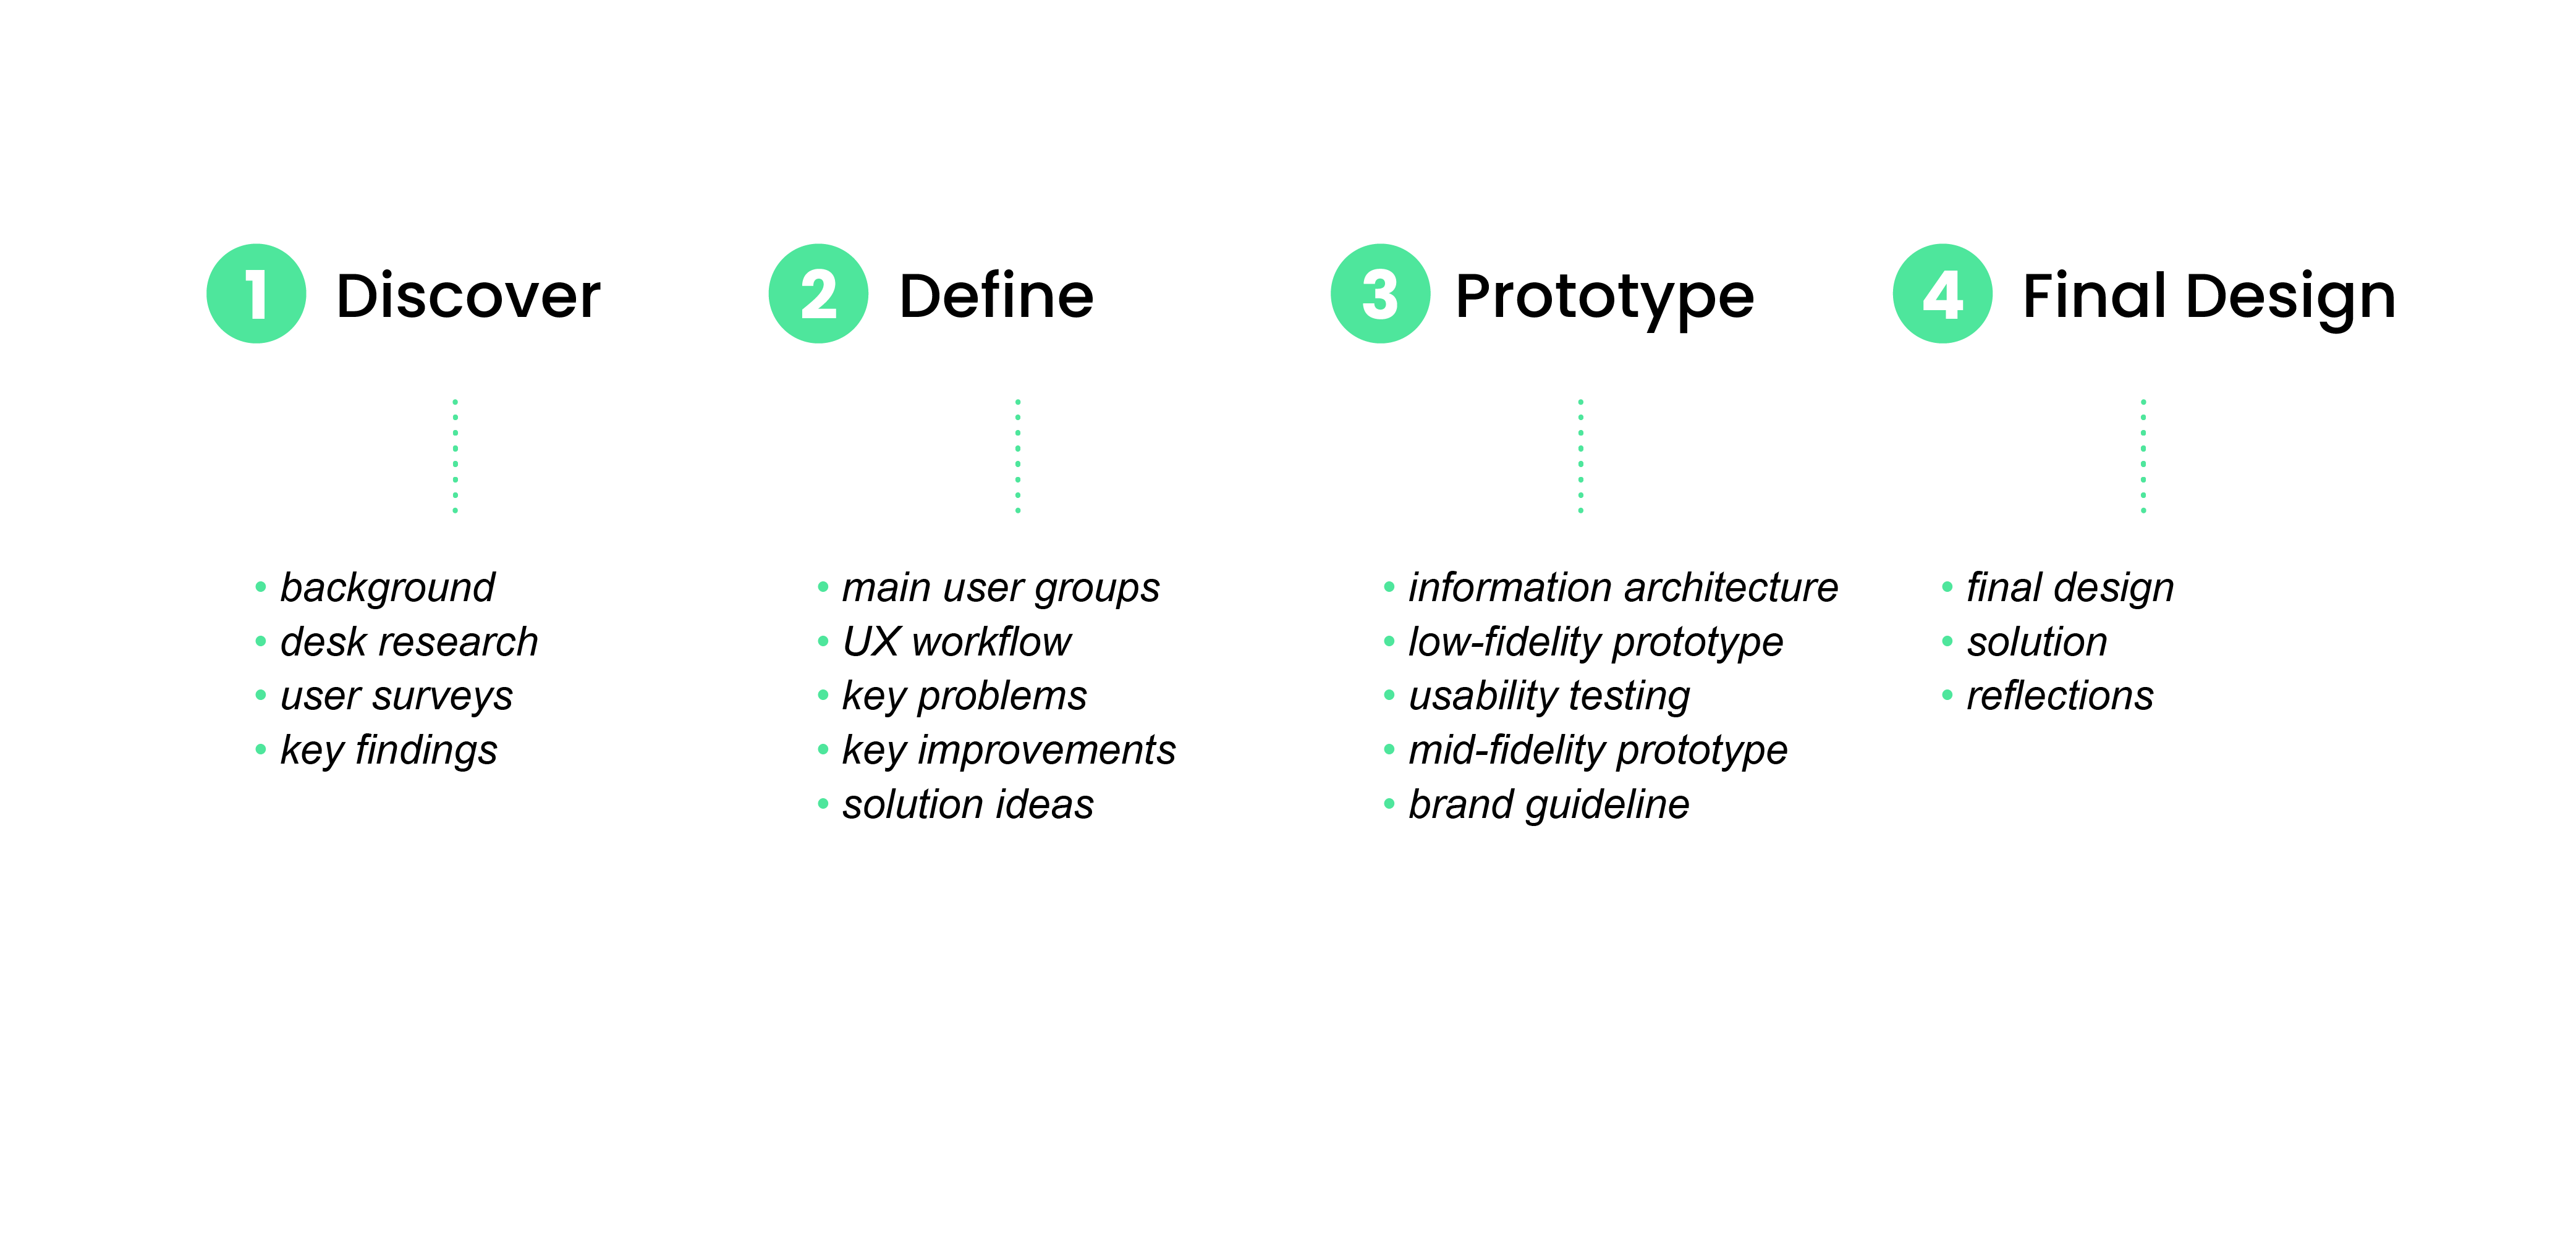 1 Discover
• background
• desk research
• user surveys
• key findings
2 Define
• main user groups
• UX workflow
• key problems
• key improvements
• solution ideas
3 Prototype
• information architecture
• low-fidelity prototype
• usability testing
• mid-fidelity prototype
• brand guideline
4 Final Design
• final design
• solution
• reflections